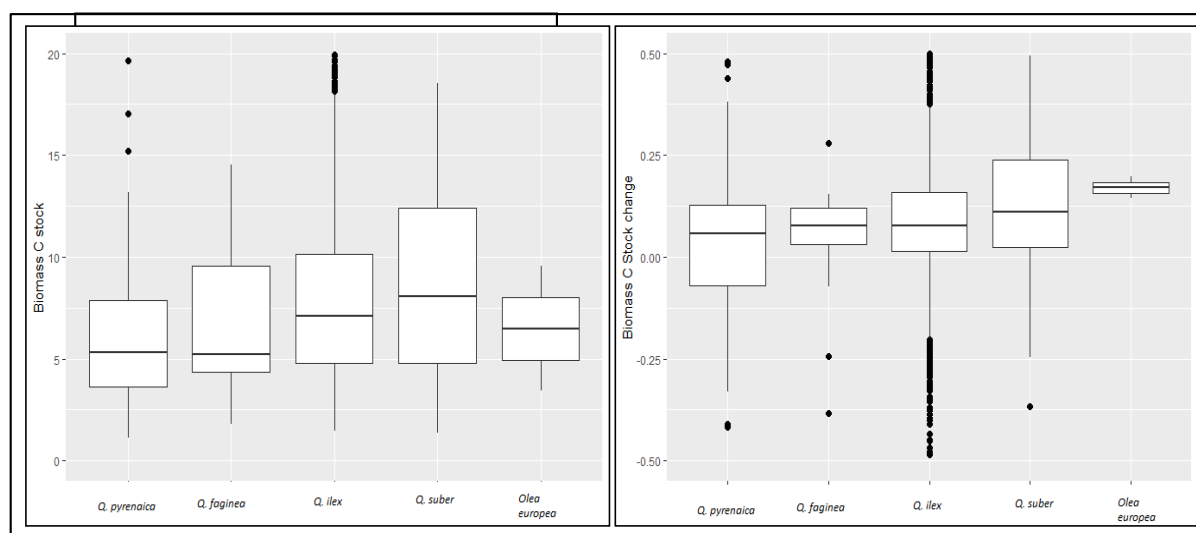 Biomass C stock
20
15
10
5
0
Q. pyrenaica
Q. faginea
Q. ilex
Q. suber
Olea
europea
Biomass C Stock change
0.50
0.25
0.00
-0.25
-0.50
Q. pyrenaica
Q. faginea
Q. ilex
Q. suber
Olea
europea